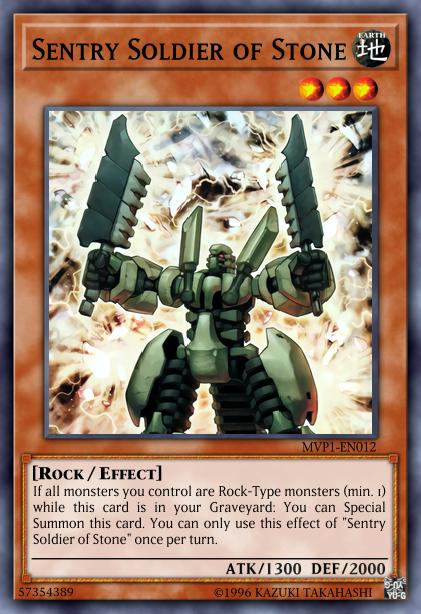 Sentry Soldier of Stone
EARTH
地
MVP1-EN012
[Rock / Effect]
If all monsters you control are Rock-Type monsters (min. 1)
while this card is in your Graveyard: You can Special
Summon this card. You can only use this effect of "Sentry
Soldier of Stone" once per turn.
ATK/1300 DEF/2000
57354389
©1996 KAZUKI TAKAHASHI